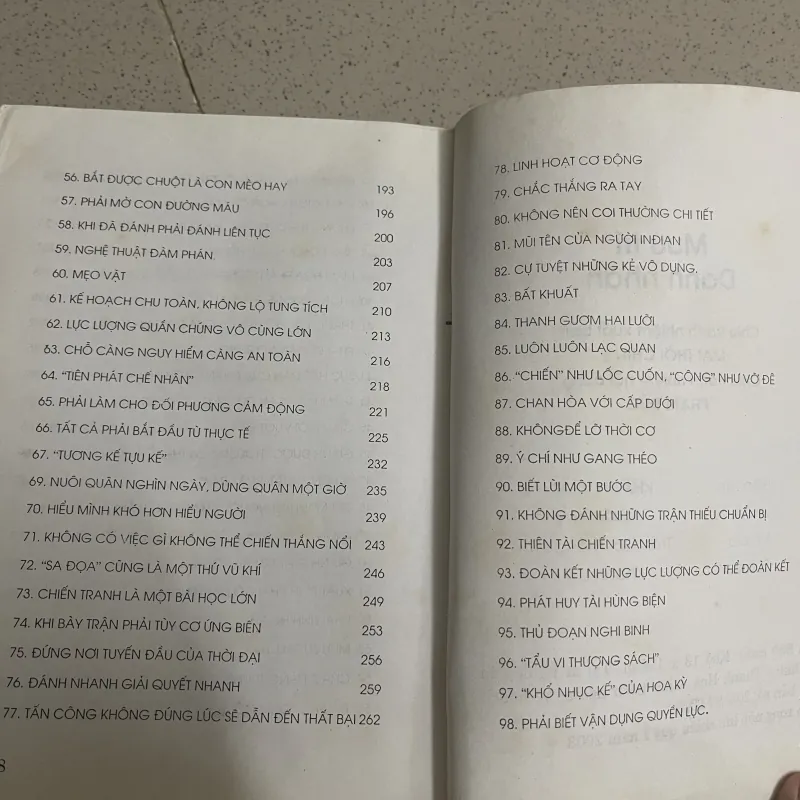 56. BẮT ĐƯỢC CHUỘT LÀ CON MÈO HAY 193
57. PHẢI MỞ CON ĐƯỜNG MÁU 196
58. KHI ĐÃ ĐÁNH PHẢI ĐÁNH LIÊN TỤC 200
59. NGHỆ THUẬT ĐÀM PHÁN. 203
60. MẸO VẶT 207
61. KẾ HOẠCH CHU TOÀN, KHÔNG LỘ TUNG TÍCH 210
62. LỰC LƯỢNG QUẦN CHÚNG VÔ CÙNG LỚN 213
63. CHỖ CÀNG NGUY HIỂM CÀNG AN TOÀN 216
64. “TIÊN PHÁT CHẾ NHÂN” 218
65. PHẢI LÀM CHO ĐỐI PHƯƠNG CẢM ĐỘNG 221
66. TẤT CẢ PHẢI BẮT ĐẦU TỪ THỰC TẾ 225
67. “TƯƠNG KẾ TỰU KẾ” 232
69. NUÔI QUÂN NGHÌN NGÀY, DÙNG QUÂN MỘT GIỜ 235
70. HIỂU MÌNH KHÓ HƠN HIỂU NGƯỜI 239
71. KHÔNG CÓ VIỆC GÌ KHÔNG THỂ CHIẾN THẮNG NỔI 243
72. “SA ĐỌA” CŨNG LÀ MỘT THỨ VŨ KHÍ 246
73. CHIẾN TRANH LÀ MỘT BÀI HỌC LỚN 249
74. KHI BÀY TRẬN PHẢI TÙY CƠ ỨNG BIẾN 253
75. ĐỨNG NƠI TUYẾN ĐẦU CỦA THỜI ĐẠI 256
76. ĐÁNH NHANH GIẢI QUYẾT NHANH 259
77. TẤN CÔNG KHÔNG ĐÚNG LÚC SẼ DẪN ĐẾN THẤT BẠI 262
8
78. LINH HOẠT CƠ ĐỘNG
79. CHẮC THẮNG RA TAY
80. KHÔNG NÊN COI THƯỜNG CHI TIẾT
81. MŨI TÊN CỦA NGƯỜI INĐIAN
82. CỰ TUYỆT NHỮNG KẺ VÔ DỤNG.
83. BẤT KHUẤT
84. THANH GƯƠM HAI LƯỠI
85. LUÔN LUÔN LẠC QUAN
86. “CHIẾN” NHƯ LỐC CUỐN, “CÔNG” NHƯ VỠ ĐÊ
87. CHAN HÒA VỚI CẤP DƯỚI
88. KHÔNGĐỂ LỠ THỜI CƠ
89. Ý CHÍ NHƯ GANG THÉO
90. BIẾT LÙI MỘT BƯỚC
91. KHÔNG ĐÁNH NHỮNG TRẬN THIẾU CHUẨN BỊ
92. THIÊN TÀI CHIẾN TRANH
93. ĐOÀN KẾT NHỮNG LỰC LƯỢNG CÓ THỂ ĐOÀN KẾT
94. PHÁT HUY TÀI HÙNG BIỆN
95. THỦ ĐOẠN NGHI BINH
96. “TẨU VI THƯỢNG SÁCH”
97. “KHỔ NHỤC KẾ” CỦA HOA KỲ
98. PHẢI BIẾT VẬN DỤNG QUYỀN LỰC.